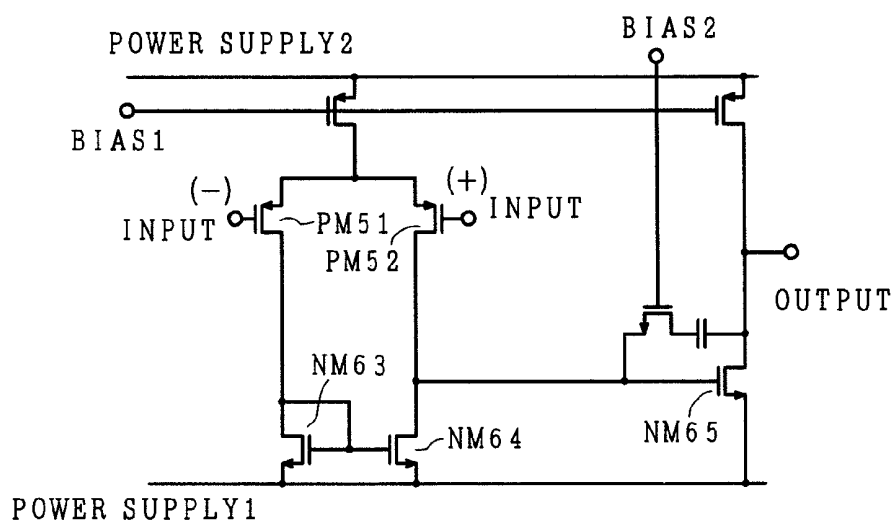 BIAS2
POWER SUPPLY2
BIAS1
(-)
INPUT
PM51
(+)
INPUT
PM52
OUTPUT
NM63
NM64
NM65
POWER SUPPLY1